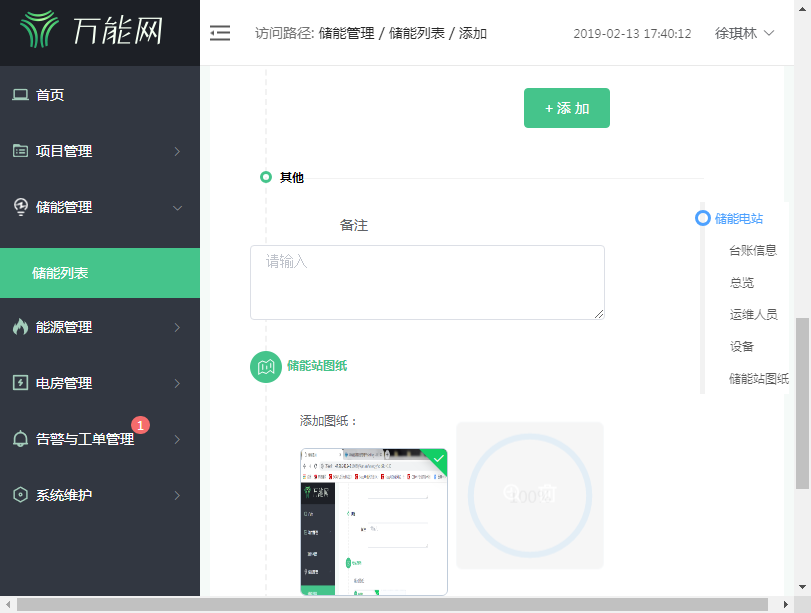 万能网
访问路径: 储能管理 / 储能列表 / 添加
2019-02-13 17:40:12
徐琪林
首页
项目管理
储能管理
储能列表
能源管理
电房管理
告警与工单管理
1
系统维护
+ 添 加
其他
备注
请输入
储能站图纸
添加图纸：
万能网
100%
储能电站
台账信息
总览
运维人员
设备
储能站图纸